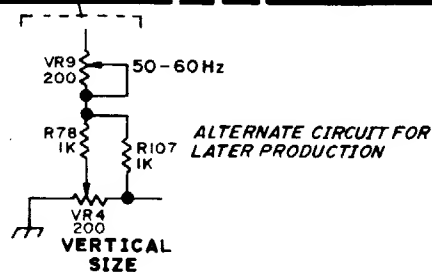 VR9
200
50-60Hz
R78
1K
R107
1K
ALTERNATE CIRCUIT FOR
LATER PRODUCTION
VR4
200
VERTICAL
SIZE